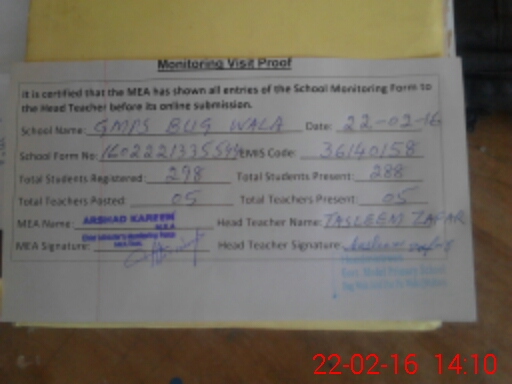 Monitoring Visit Proof
It is certified that the MEA has shown all entries of the School Monitoring Form to
the Head Teacher before its online submission.
School Name: GMPS BUG WALA Date: 22-02-16
School Form No: EMIS Code: 36140158
Total Students Registered: 298 Total Students Present: 288
Total Teachers Posted: 05 Total Teachers Present: 05
MEA Name: ARSHAD KAREEM Head Teacher Name: TASLEEM ZAFAR
M.E.A
MEA Signature: Head Teacher Signature:
Govt. Model Primary School
22-02-16 14:10